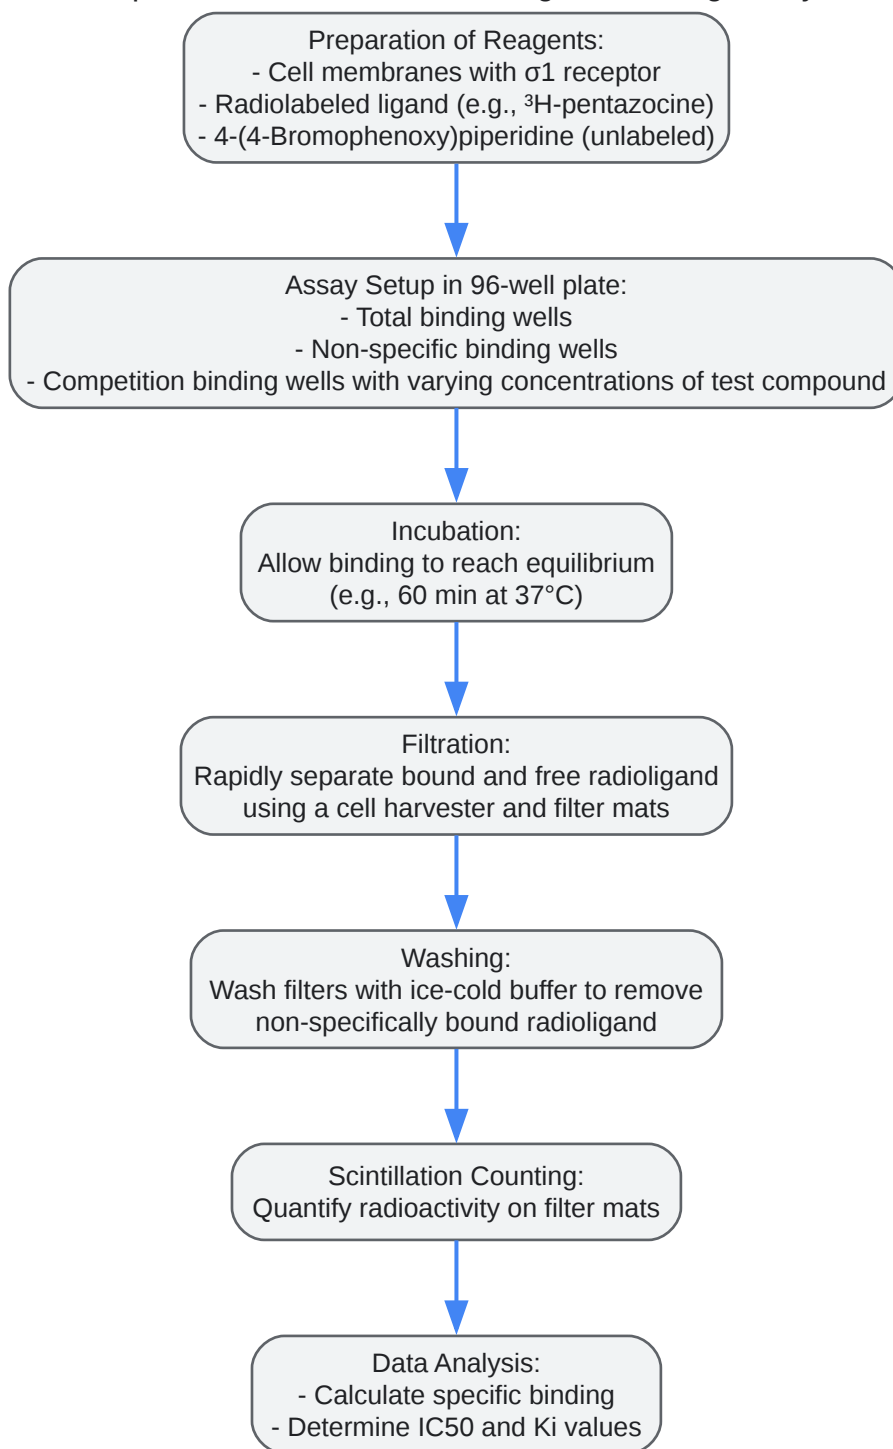 Preparation of Reagents:
- Cell membranes with σ1 receptor
- Radiolabeled ligand (e.g., ³H-pentazocine)
- 4-(4-Bromophenoxy)piperidine (unlabeled)
Assay Setup in 96-well plate:
- Total binding wells
- Non-specific binding wells
- Competition binding wells with varying concentrations of test compound
Incubation:
Allow binding to reach equilibrium
(e.g., 60 min at 37°C)
Filtration:
Rapidly separate bound and free radioligand
using a cell harvester and filter mats
Washing:
Wash filters with ice-cold buffer to remove
non-specifically bound radioligand
Scintillation Counting:
Quantify radioactivity on filter mats
Data Analysis:
- Calculate specific binding
- Determine IC50 and Ki values